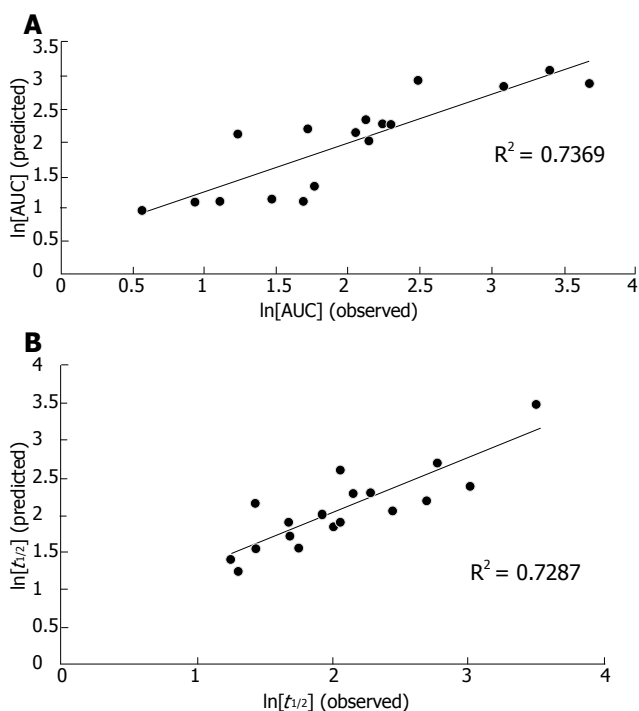 A
3.5
3
2.5
2
1.5
1
0.5
0
ln[AUC] (predicted)
R² = 0.7369
0 0.5 1 1.5 2 2.5 3 3.5 4
ln[AUC] (observed)
B
4
3.5
3
2.5
2
1.5
1
0.5
0
ln[t1/2] (predicted)
R² = 0.7287
0 1 2 3 4
ln[t1/2] (observed)